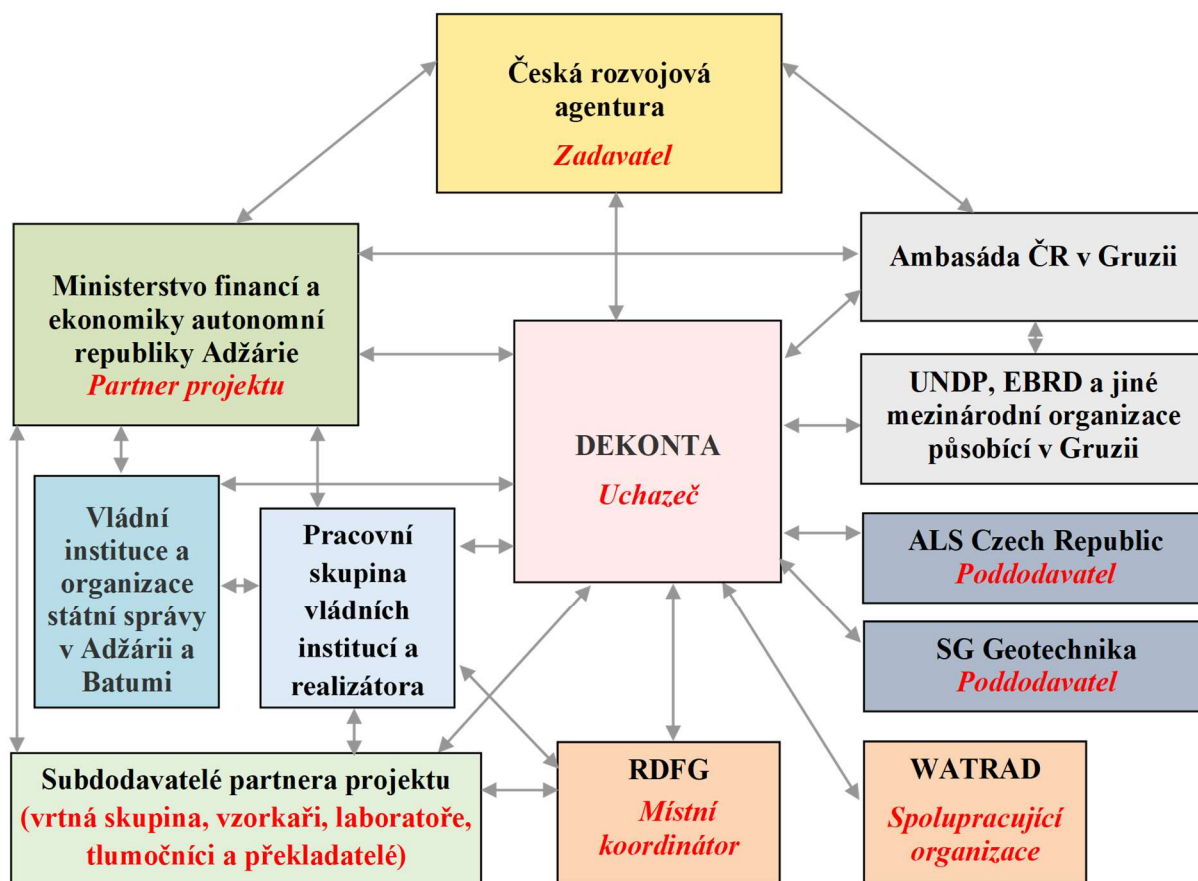 Česká rozvojová
agentura
Zadavatel
Ministerstvo financí a
ekonomiky autonomní
republiky Adžárie
Partner projektu
Ambasáda ČR v Gruzii
DEKONTA
Uchazeč
UNDP, EBRD a jiné
mezinárodní organizace
působící v Gruzii
Vládní
instituce a
organizace
státní správy
v Adžárii a
Batumi
Pracovní
skupina
vládních
institucí a
realizátora
ALS Czech Republic
Poddodavatel
SG Geotechnika
Poddodavatel
Subdodavatelé partnera projektu
(vrtná skupina, vzorkaři, laboratoře,
tlumočníci a překladatelé)
RDFG
Místní
koordinátor
WATRAD
Spolupracující
organizace